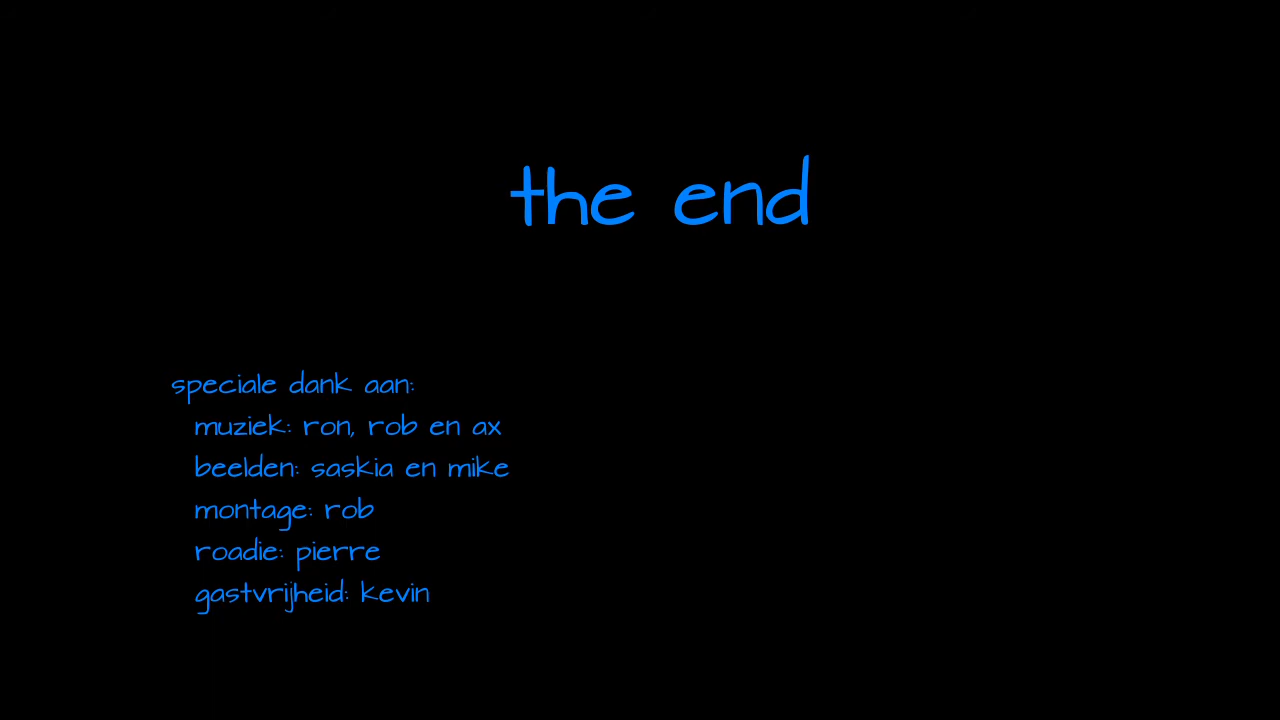 the end
speciale dank aan:
muziek: ron, rob en ax
beelden: saskia en mike
montage: rob
roadie: pierre
gastvrijheid: kevin